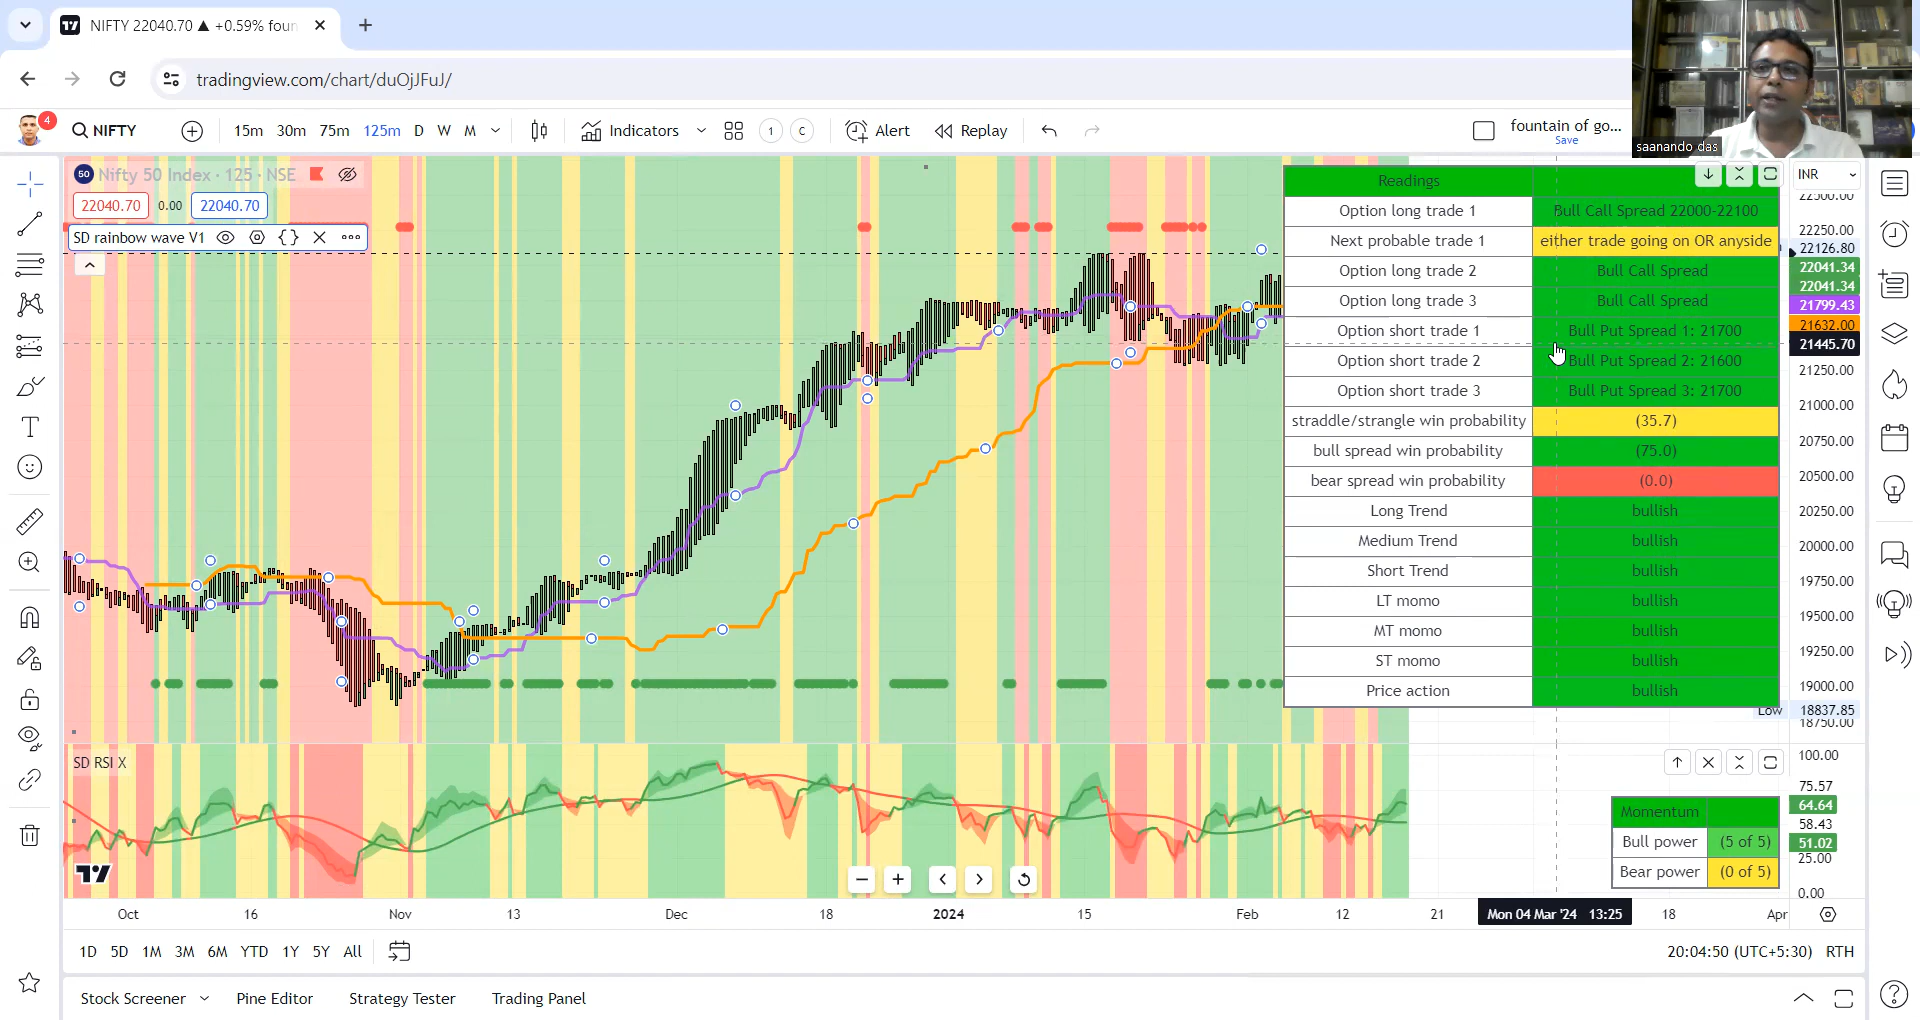 NIFTY 22040.70 ▲ +0.59% foun
tradingview.com/chart/duOjJFuJ/
4 NIFTY 15m 30m 75m 125m D W M Indicators 1 C Alert Replay fountain of go...
Save
saanando das
50 Nifty 50 Index · 125 · NSE
22040.70 0.00 22040.70
SD rainbow wave V1
INR
Readings
Option long trade 1 Bull Call Spread 22000-22100
Next probable trade 1 either trade going on OR anyside
Option long trade 2 Bull Call Spread
Option long trade 3 Bull Call Spread
Option short trade 1 Bull Put Spread 1: 21700
Option short trade 2 Bull Put Spread 2: 21600
Option short trade 3 Bull Put Spread 3: 21700
straddle/strangle win probability (35.7)
bull spread win probability (75.0)
bear spread win probability (0.0)
Long Trend bullish
Medium Trend bullish
Short Trend bullish
LT momo bullish
MT momo bullish
ST momo bullish
Price action bullish
22500.00
22250.00
22126.80
22041.34
22041.34
21799.43
21632.00
21445.70
21250.00
21000.00
20750.00
20500.00
20250.00
20000.00
19750.00
19500.00
19250.00
19000.00
Low 18837.85
18750.00
SD RSI X
100.00
75.57
64.64
58.43
51.02
25.00
0.00
Momentum
Bull power (5 of 5)
Bear power (0 of 5)
Oct 16 Nov 13 Dec 18 2024 15 Feb 12 21 Mon 04 Mar '24 13:25 18 Apr
1D 5D 1M 3M 6M YTD 1Y 5Y All 20:04:50 (UTC+5:30) RTH
Stock Screener Pine Editor Strategy Tester Trading Panel